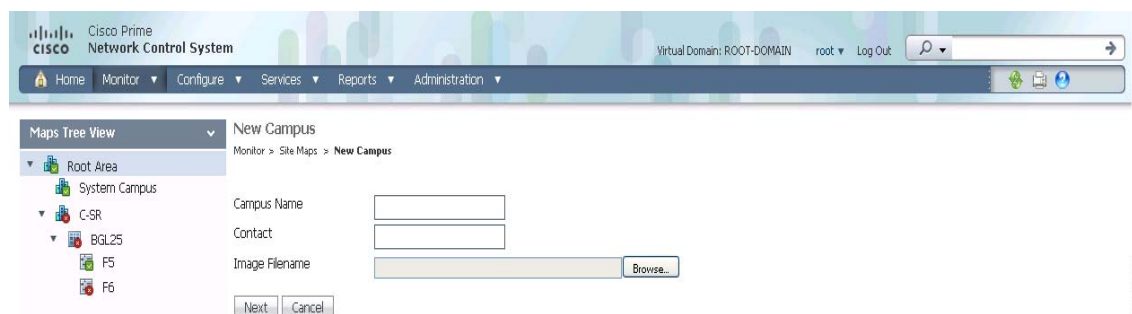 Cisco Prime
CISCO Network Control System
Virtual Domain: ROOT-DOMAIN root Log Out
Home Monitor Configure Services Reports Administration
Maps Tree View
Root Area
System Campus
C-SR
BGL25
F5
F6
New Campus
Monitor > Site Maps > New Campus
Campus Name
Contact
Image Filename Browse...
Next Cancel